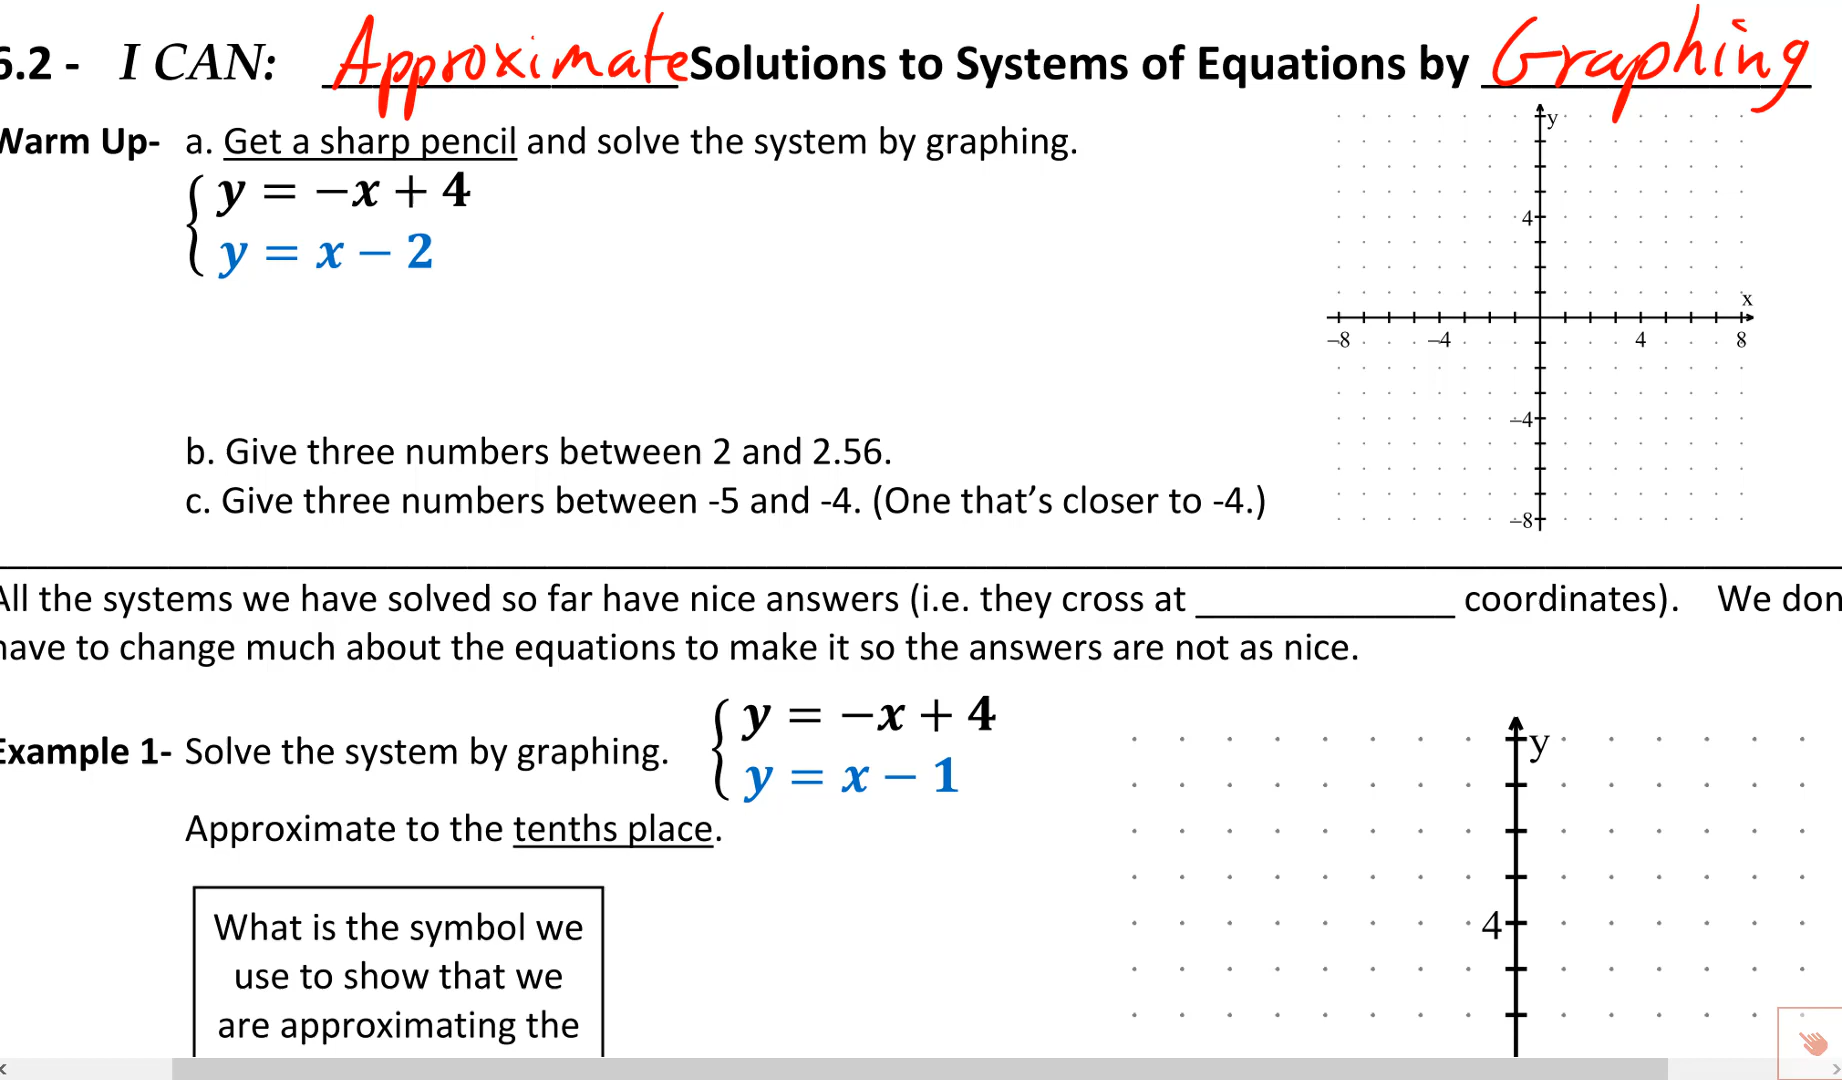 6.2 - I CAN: Approximate Solutions to Systems of Equations by Graphing
Warm Up- a. Get a sharp pencil and solve the system by graphing.
y = −x + 4
y = x − 2
b. Give three numbers between 2 and 2.56.
c. Give three numbers between -5 and -4. (One that's closer to -4.)
y
4
x
−8 −4 4 8
−4
−8
All the systems we have solved so far have nice answers (i.e. they cross at ______________ coordinates). We don
have to change much about the equations to make it so the answers are not as nice.
Example 1- Solve the system by graphing.
y = −x + 4
y = x − 1
Approximate to the tenths place.
What is the symbol we
use to show that we
are approximating the
y
4